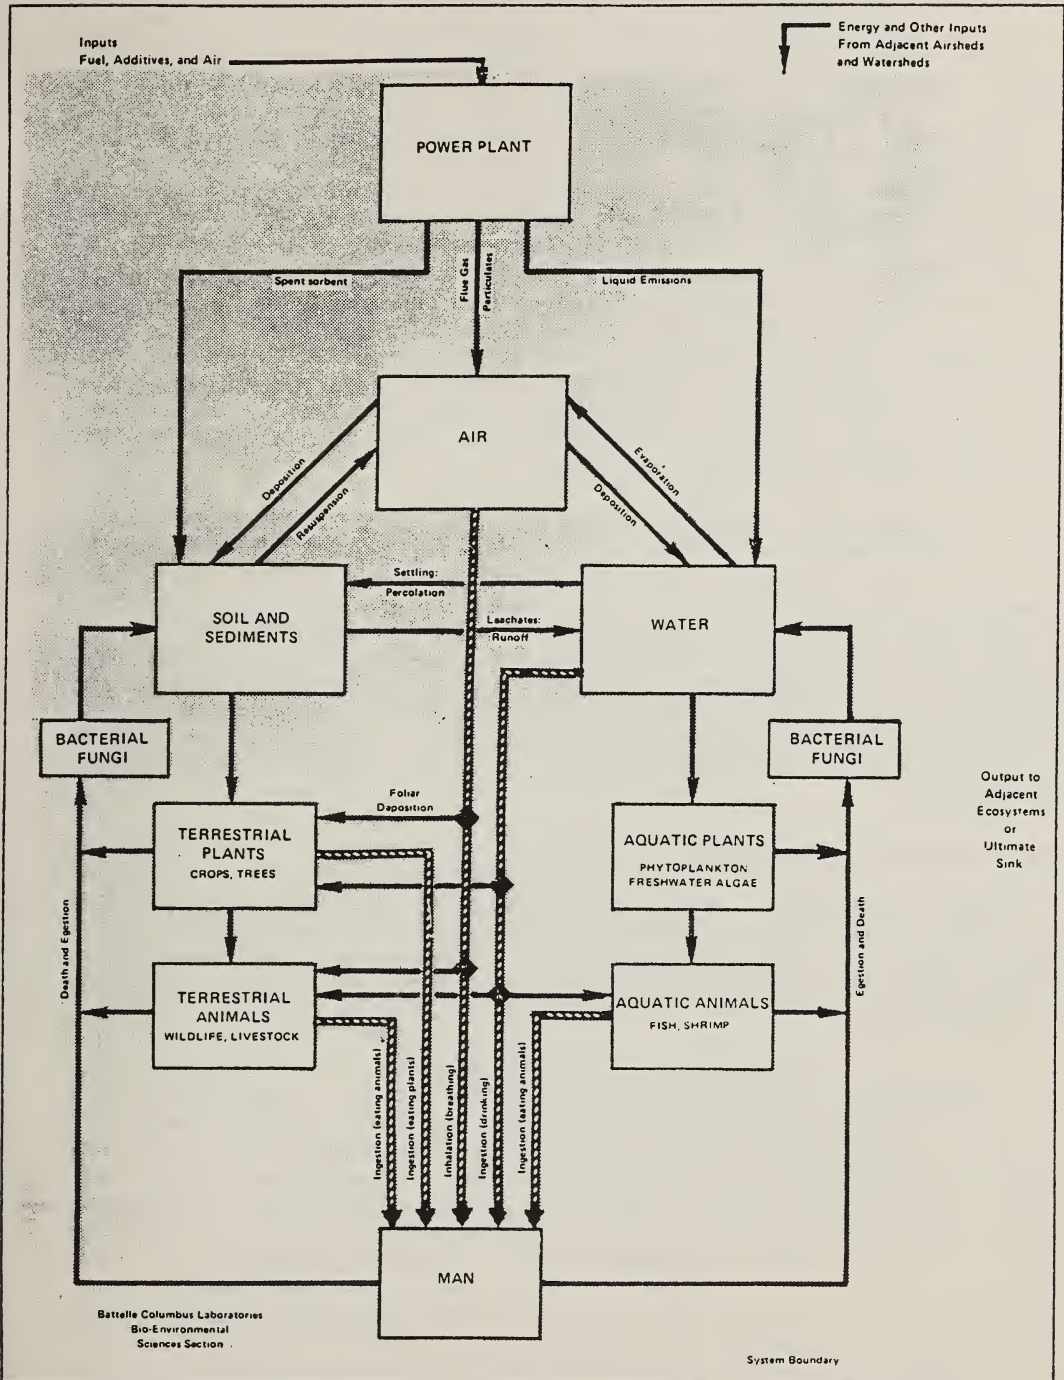 Inputs
Fuel, Additives, and Air
Energy and Other Inputs
From Adjacent Airsheds
and Watersheds
POWER PLANT
Spent sorbent
Flue Gas
Particulates
Liquid Emissions
AIR
Deposition
Resuspension
Evaporation
Deposition
SOIL AND
SEDIMENTS
Settling:
Percolation
Leachates:
Runoff
WATER
BACTERIAL
FUNGI
BACTERIAL
FUNGI
Output to
Adjacent
Ecosystems
or
Ultimate
Sink
Foliar
Deposition
TERRESTRIAL
PLANTS
CROPS, TREES
AQUATIC PLANTS
PHYTOPLANKTON
FRESHWATER ALGAE
Death and Egestion
Egestion and Death
TERRESTRIAL
ANIMALS
WILDLIFE, LIVESTOCK
AQUATIC ANIMALS
FISH, SHRIMP
Ingestion (eating animals)
Ingestion (eating plants)
Inhalation (breathing)
Ingestion (drinking)
Ingestion (eating animals)
MAN
Battelle Columbus Laboratories
Bio-Environmental
Sciences Section
System Boundary